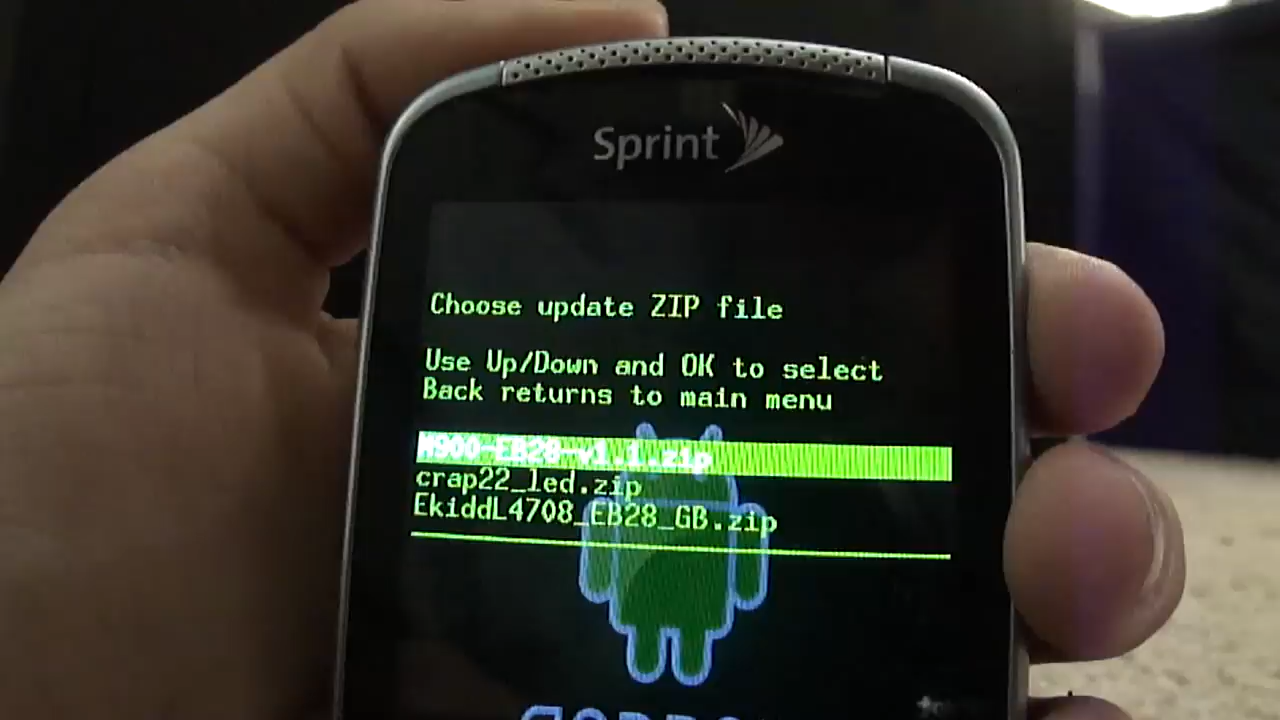 Sprint
Choose update ZIP file
Use Up/Down and OK to select
Back returns to main menu
M900-EB28-v1.1.zip
crap22_led.zip
EkiddL4708_EB28_GB.zip